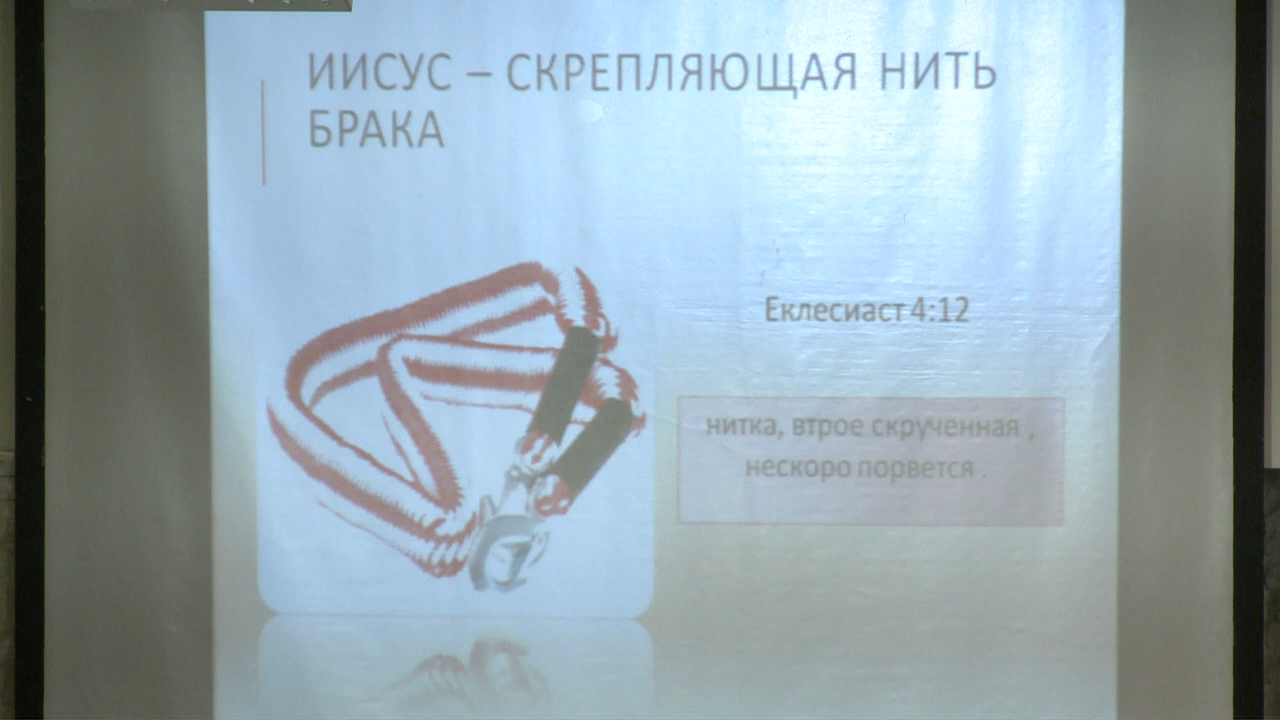 ИИСУС – СКРЕПЛЯЮЩАЯ НИТЬ
БРАКА
Еклесиаст 4:12
нитка, втрое скрученная ,
нескоро порвется .